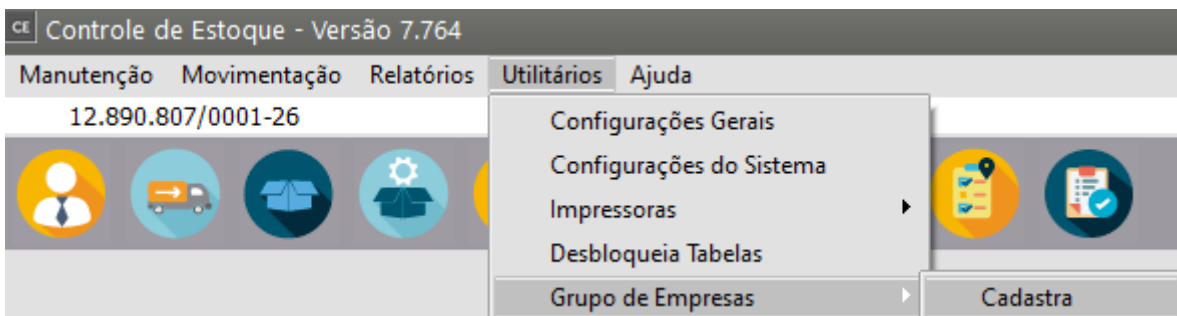 CE Controle de Estoque - Versão 7.764
Manutenção Movimentação Relatórios Utilitários Ajuda
12.890.807/0001-26
Configurações Gerais
Configurações do Sistema
Impressoras
Desbloqueia Tabelas
Grupo de Empresas Cadastra